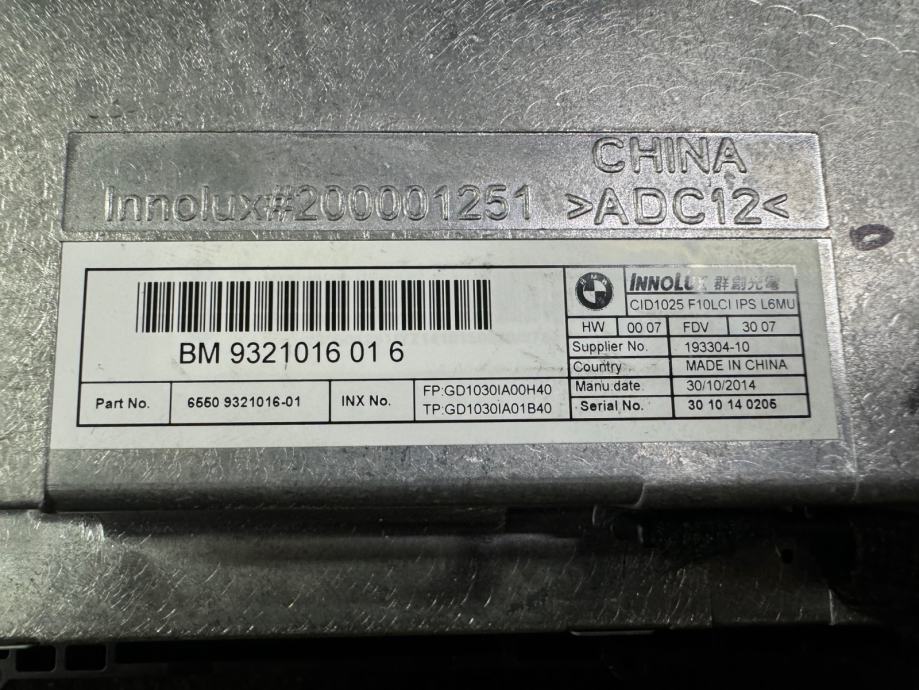 CHINA
Innolux#200001251 >ADC12<
BM 9321016 01 6
Part No. 6550 9321016-01 INX No. FP:GD1030IA00H40
TP:GD1030IA01B40
BMW
INNOLUX 群創光電
CID1025 F10LCI IPS L6MU
HW 00 07 FDV 30 07
Supplier No. 193304-10
Country MADE IN CHINA
Manu.date. 30/10/2014
Serial No. 30 10 14 0205